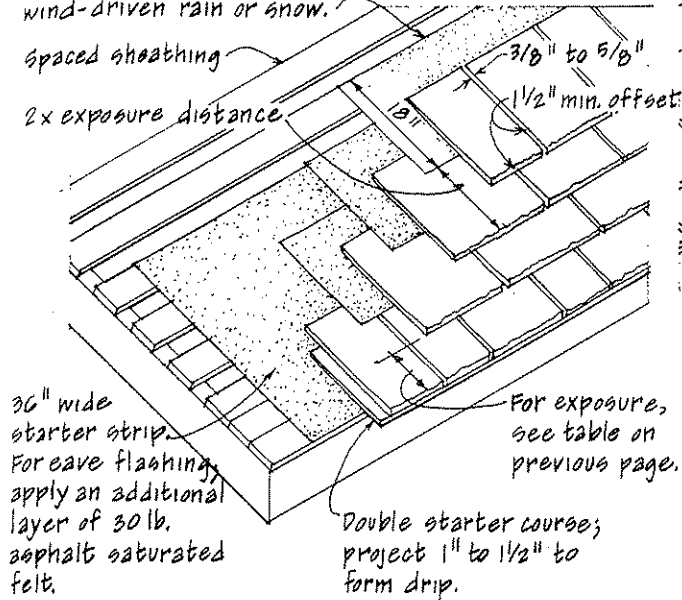 wind-driven rain or snow.
Spaced sheathing
3/8" to 5/8"
1 1/2" min. offset
2x exposure distance
18"
36" wide
starter strip.
For eave flashing,
apply an additional
layer of 30 lb.
asphalt saturated
felt.
For exposure,
see table on
previous page.
Double starter course;
project 1" to 1 1/2" to
form drip.